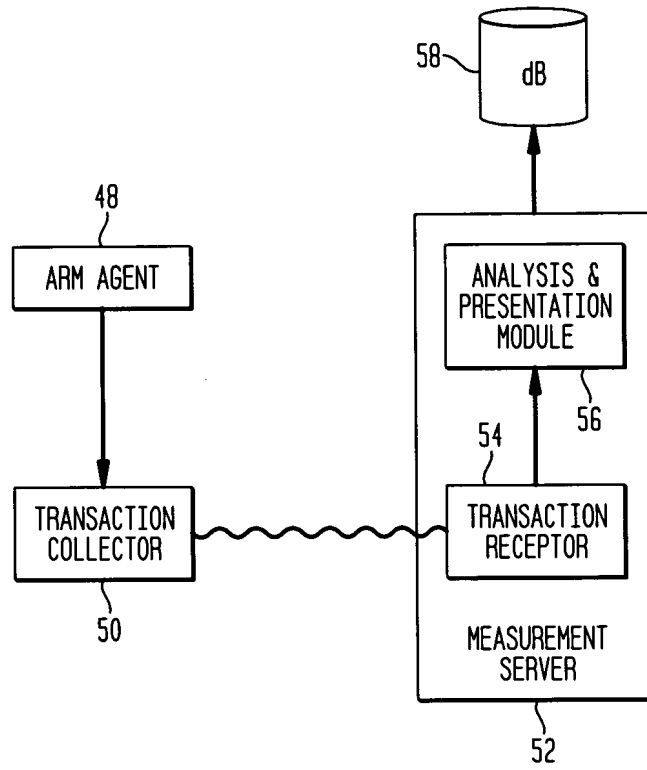 58
dB
48
ARM AGENT
ANALYSIS &
PRESENTATION
MODULE
56
54
TRANSACTION
COLLECTOR
50
TRANSACTION
RECEPTOR
MEASUREMENT
SERVER
52